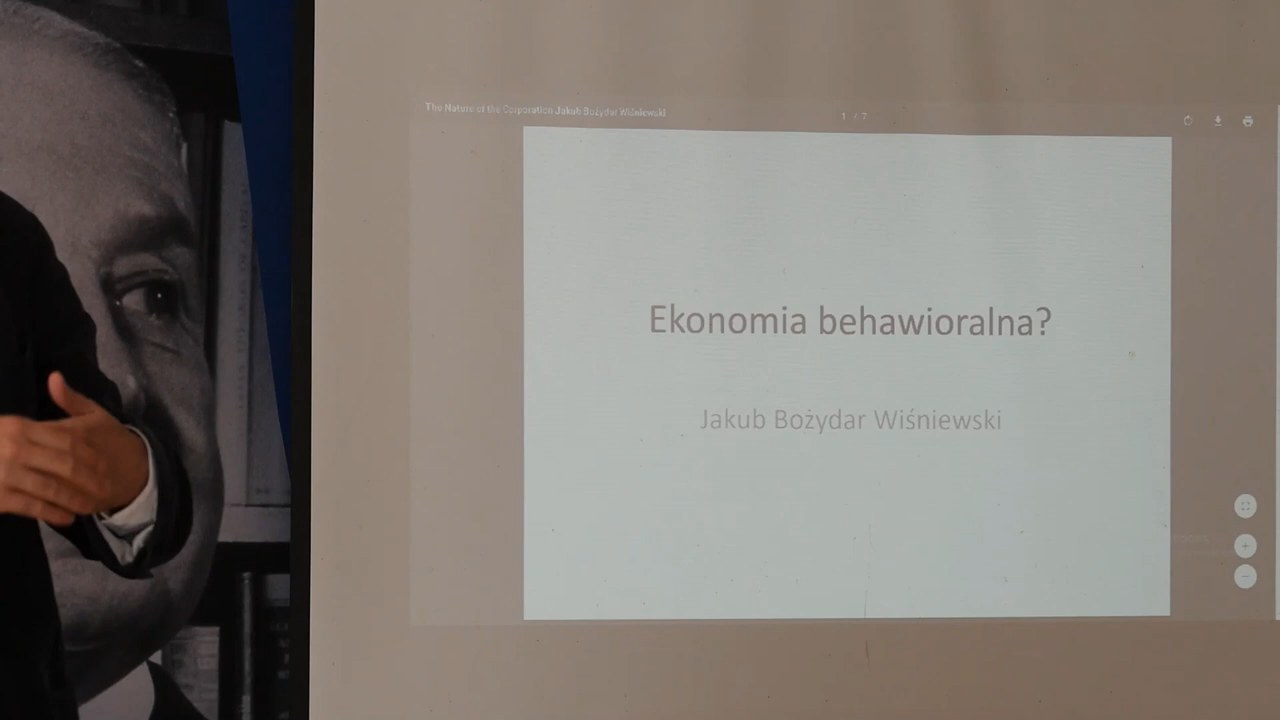 The Nature of the Corporation Jakub Bożydar Wiśniewski
1 / 7
Ekonomia behawioralna?
Jakub Bożydar Wiśniewski